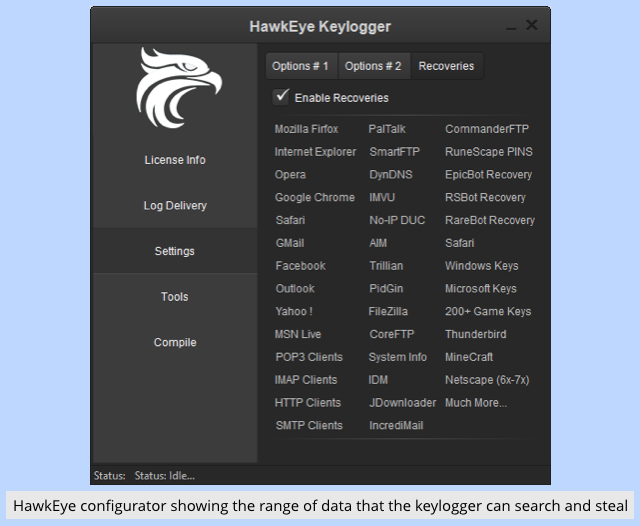 HawkEye Keylogger
Options # 1 Options # 2 Recoveries
Enable Recoveries
License Info
Log Delivery
Settings
Tools
Compile
Mozilla Firfox PalTalk CommanderFTP
Internet Explorer SmartFTP RuneScape PINS
Opera DynDNS EpicBot Recovery
Google Chrome IMVU RSBot Recovery
Safari No-IP DUC RareBot Recovery
GMail AIM Safari
Facebook Trillian Windows Keys
Outlook PidGin Microsoft Keys
Yahoo ! FileZilla 200+ Game Keys
MSN Live CoreFTP Thunderbird
POP3 Clients System Info MineCraft
IMAP Clients IDM Netscape (6x-7x)
HTTP Clients JDownloader Much More...
SMTP Clients IncrediMail
Status: Status: Idle...
HawkEye configurator showing the range of data that the keylogger can search and steal